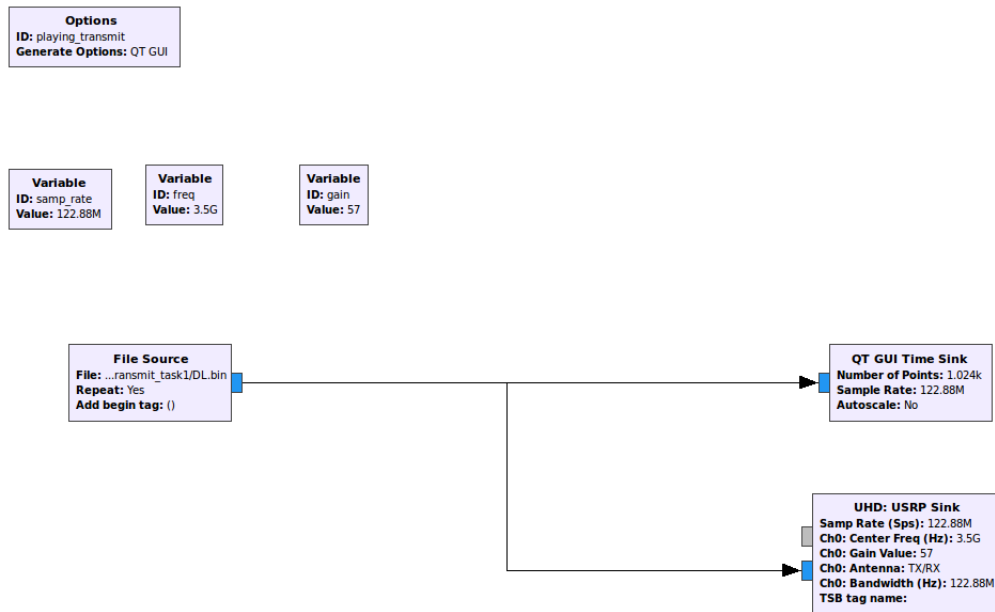 Options
ID: playing_transmit
Generate Options: QT GUI
Variable
ID: samp_rate
Value: 122.88M
Variable
ID: freq
Value: 3.5G
Variable
ID: gain
Value: 57
File Source
File: ...ransmit_task1/DL.bin
Repeat: Yes
Add begin tag: ()
QT GUI Time Sink
Number of Points: 1.024k
Sample Rate: 122.88M
Autoscale: No
UHD: USRP Sink
Samp Rate (Sps): 122.88M
Ch0: Center Freq (Hz): 3.5G
Ch0: Gain Value: 57
Ch0: Antenna: TX/RX
Ch0: Bandwidth (Hz): 122.88M
TSB tag name: